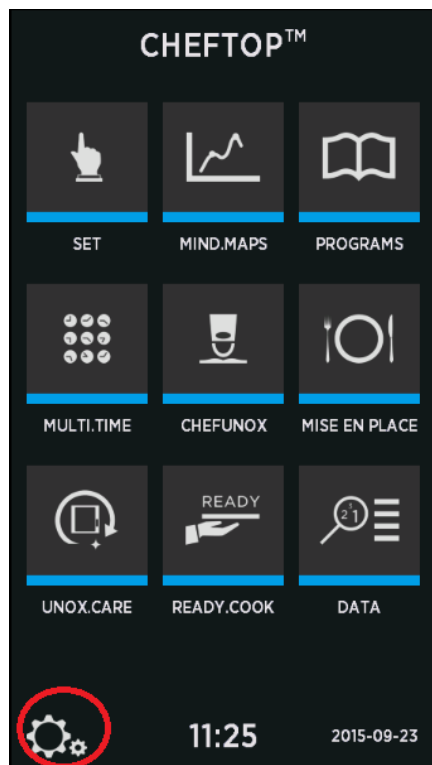 CHEFTOP™
SET MIND.MAPS PROGRAMS
MULTI.TIME CHEFUNOX MISE EN PLACE
READY
UNOX.CARE READY.COOK DATA
11:25 2015-09-23